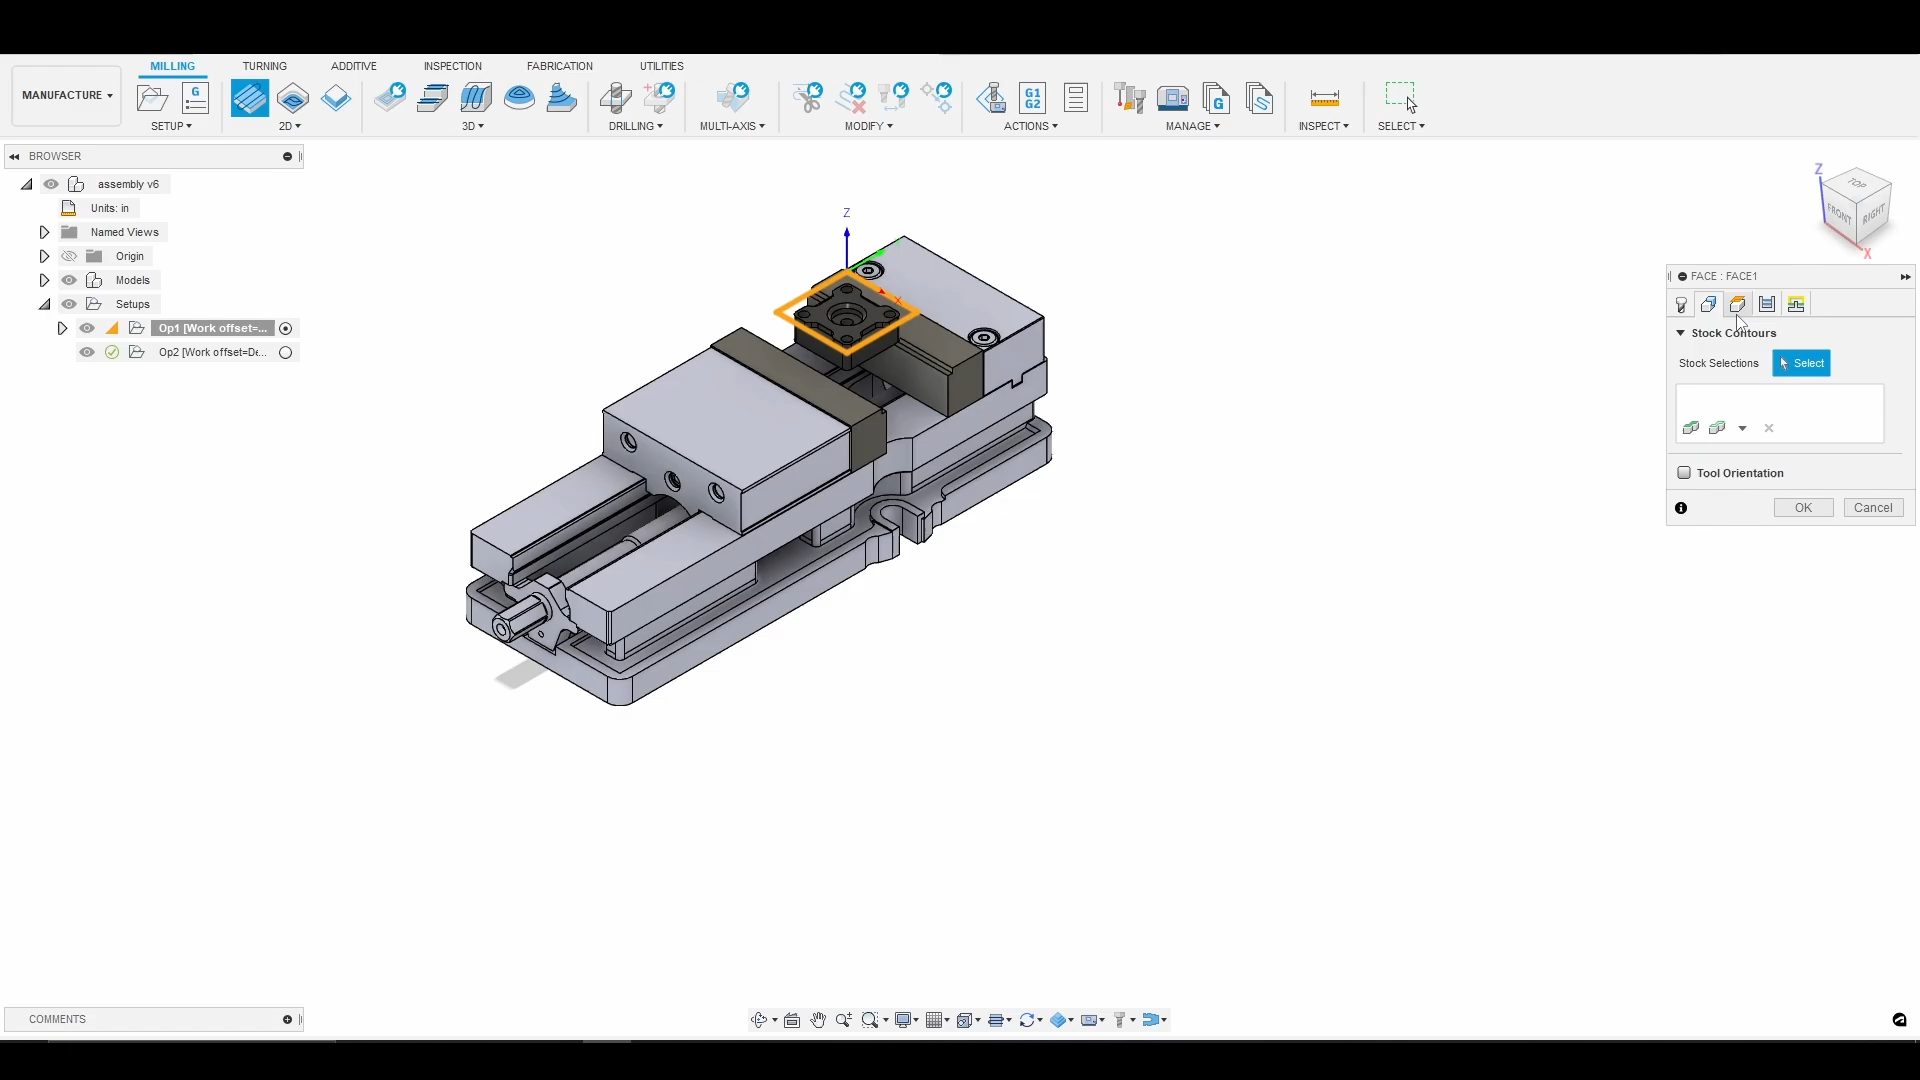 MILLING TURNING ADDITIVE INSPECTION FABRICATION UTILITIES
MANUFACTURE
G
G1
G2
G
SETUP 2D 3D DRILLING MULTI-AXIS MODIFY ACTIONS MANAGE INSPECT SELECT
BROWSER
assembly v6
Units: in
Named Views
Origin
Models
Setups
Op1 [Work offset=...
Op2 [Work offset=De...
Z
X
Z
TOP
FRONT
RIGHT
X
FACE : FACE1
Stock Contours
Stock Selections Select
Tool Orientation
OK Cancel
COMMENTS